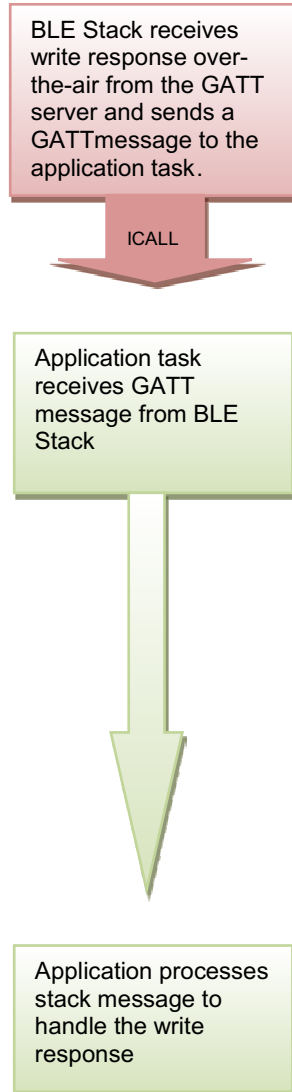 BLE Stack receives
write response over-
the-air from the GATT
server and sends a
GATTmessage to the
application task.
ICALL
Application task
receives GATT
message from BLE
Stack
Application processes
stack message to
handle the write
response